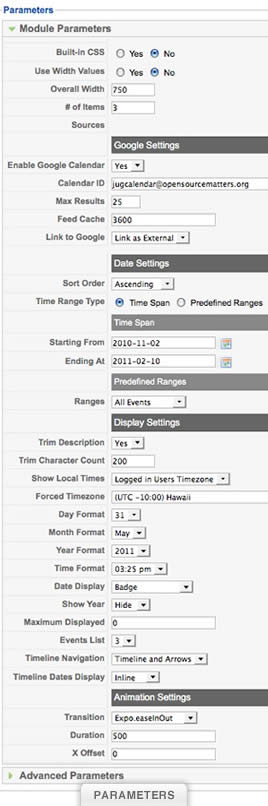 Parameters
Module Parameters
Built-in CSS Yes No
Use Width Values Yes No
Overall Width 750
# of Items 3
Sources
Google Settings
Enable Google Calendar Yes
Calendar ID jugcalendar@opensourcematters.org
Max Results 25
Feed Cache 3600
Link to Google Link as External
Date Settings
Sort Order Ascending
Time Range Type Time Span Predefined Ranges
Time Span
Starting From 2010-11-02
Ending At 2011-02-10
Predefined Ranges
Ranges All Events
Display Settings
Trim Description Yes
Trim Character Count 200
Show Local Times Logged in Users Timezone
Forced Timezone (UTC -10:00) Hawaii
Day Format 31
Month Format May
Year Format 2011
Time Format 03:25 pm
Date Display Badge
Show Year Hide
Maximum Displayed 0
Events List 3
Timeline Navigation Timeline and Arrows
Timeline Dates Display Inline
Animation Settings
Transition Expo.easeInOut
Duration 500
X Offset 0
Advanced Parameters
PARAMETERS